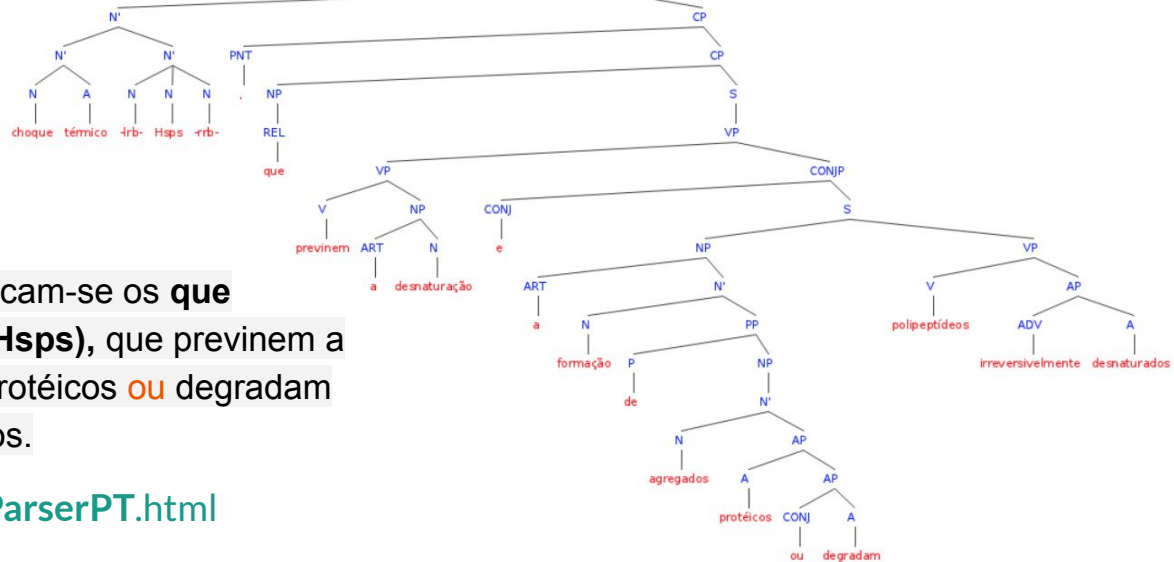 N' CP
N' N' PNT CP
N A N N N . NP S
choque térmico -lrb- Hsps -rrb- REL VP
que VP CONJP
V NP CONJ S
previnem ART N e NP VP
a desnaturação ART N' V AP
a N PP polipeptídeos ADV A
formação P NP irreversivelmente desnaturados
de N'
N AP
agregados A AP
protéicos CONJ A
ou degradam
cam-se os que
Hsps), que previnem a
rotéicos ou degradam
os.
ParserPT.html